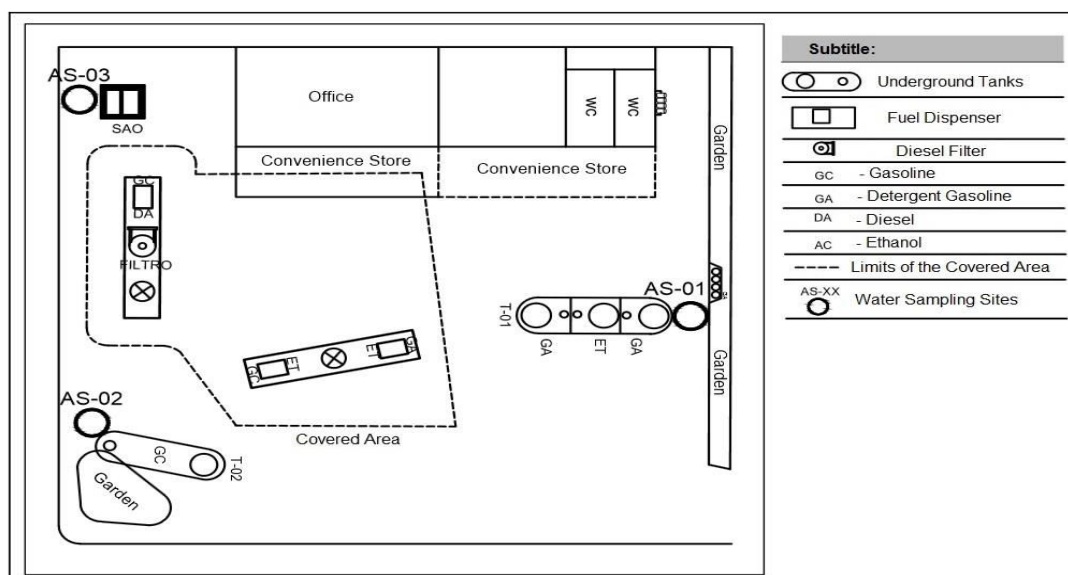 AS-03
SAO
Office
WC
WC
Garden
Convenience Store
Convenience Store
GC
DA
FILTRO
AS-01
T-01
GA
ET
GA
Garden
GC
ET
ET
GA
AS-02
Covered Area
GC
T-02
Garden
Subtitle:
Underground Tanks
Fuel Dispenser
Diesel Filter
GC - Gasoline
GA - Detergent Gasoline
DA - Diesel
AC - Ethanol
Limits of the Covered Area
AS-XX
Water Sampling Sites